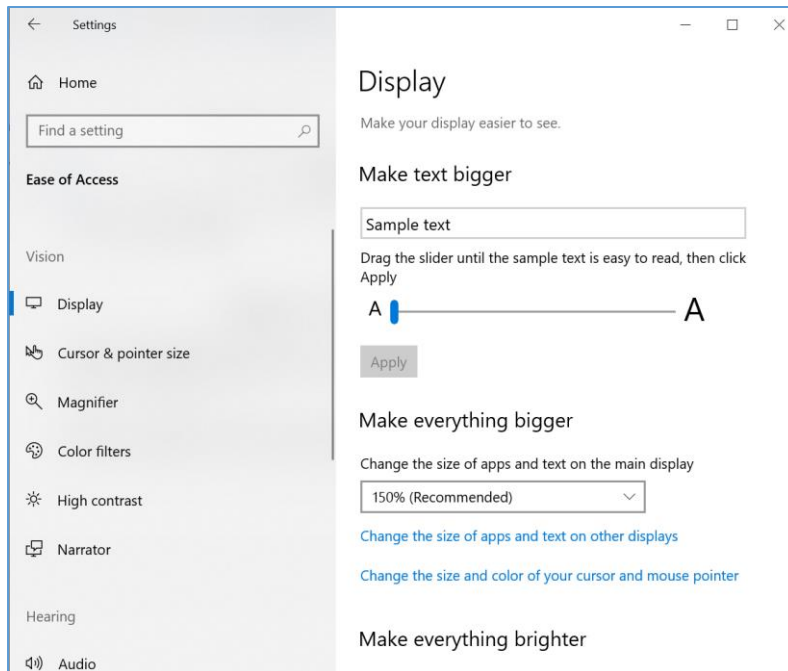 Settings
Home
Find a setting
Ease of Access
Vision
Display
Cursor & pointer size
Magnifier
Color filters
High contrast
Narrator
Hearing
Audio
Display
Make your display easier to see.
Make text bigger
Sample text
Drag the slider until the sample text is easy to read, then click
Apply
A A
Apply
Make everything bigger
Change the size of apps and text on the main display
150% (Recommended)
Change the size of apps and text on other displays
Change the size and color of your cursor and mouse pointer
Make everything brighter